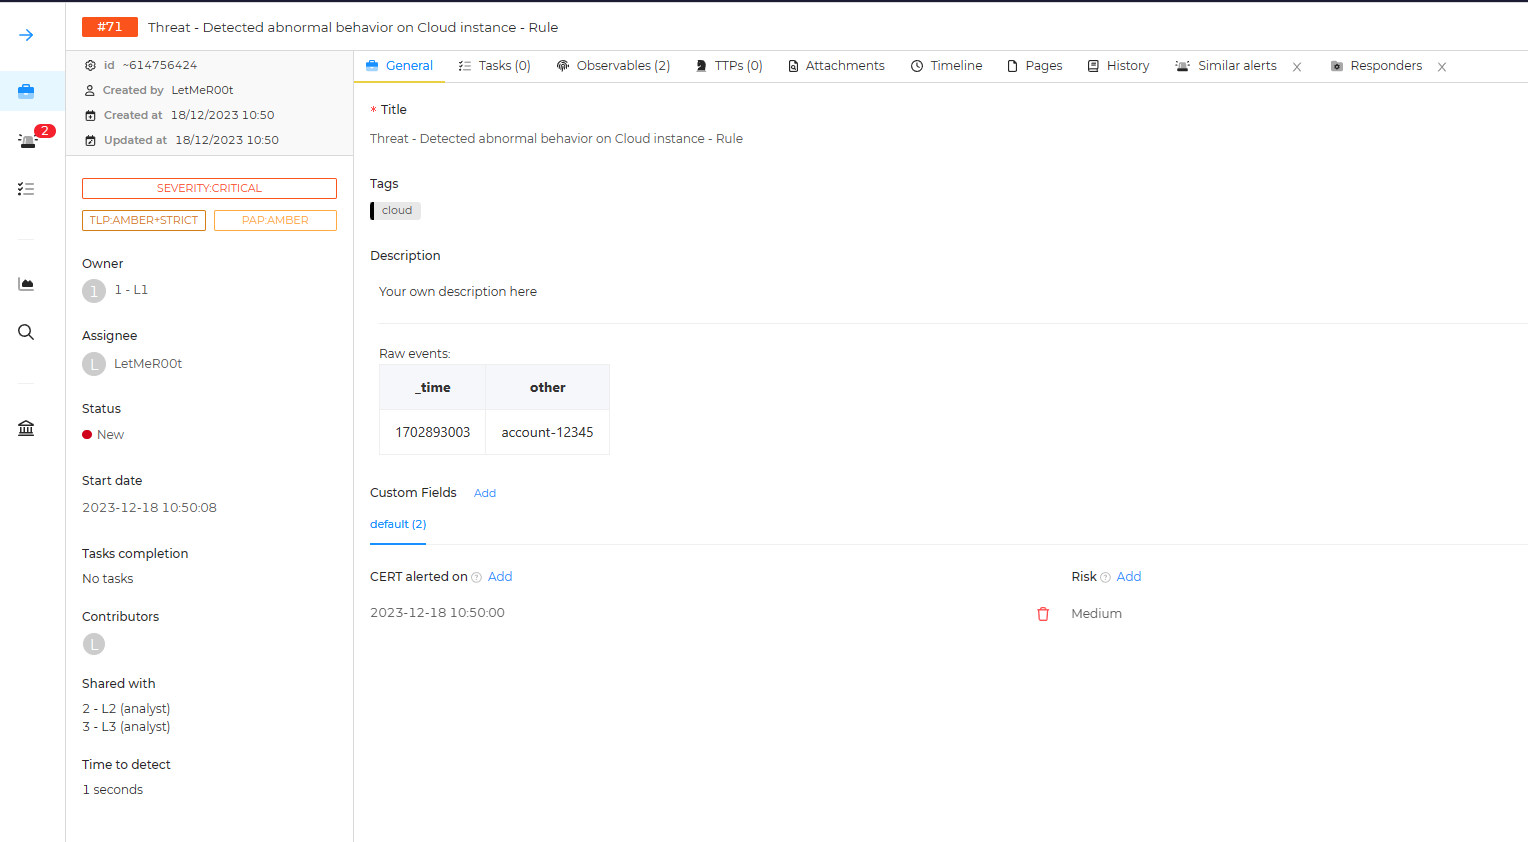 #71 Threat - Detected abnormal behavior on Cloud instance - Rule
2
id ~614756424
Created by LetMeR00t
Created at 18/12/2023 10:50
Updated at 18/12/2023 10:50
SEVERITY:CRITICAL
TLP:AMBER+STRICT PAP:AMBER
Owner
1 1 - L1
Assignee
L LetMeR00t
Status
New
Start date
2023-12-18 10:50:08
Tasks completion
No tasks
Contributors
L
Shared with
2 - L2 (analyst)
3 - L3 (analyst)
Time to detect
1 seconds
General Tasks (0) Observables (2) TTPs (0) Attachments Timeline Pages History Similar alerts Responders
* Title
Threat - Detected abnormal behavior on Cloud instance - Rule
Tags
cloud
Description
Your own description here
Raw events:
_time other
1702893003 account-12345
Custom Fields Add
default (2)
CERT alerted on ? Add
2023-12-18 10:50:00
Risk ? Add
Medium